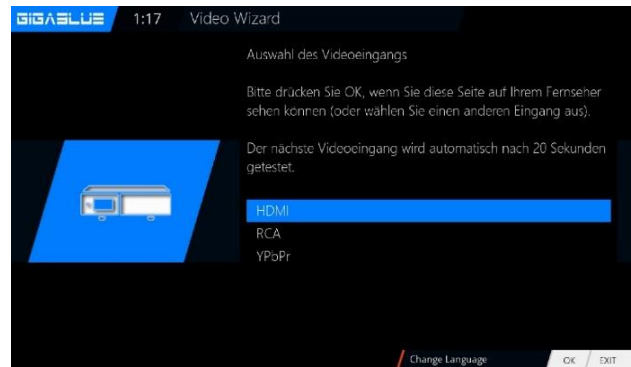 GIGABLUE 1:17 Video Wizard
Auswahl des Videoeingangs
Bitte drücken Sie OK, wenn Sie diese Seite auf Ihrem Fernseher
sehen können (oder wählen Sie einen anderen Eingang aus).
Der nächste Videoeingang wird automatisch nach 20 Sekunden
getestet.
HDMI
RCA
YPbPr
Change Language OK EXIT